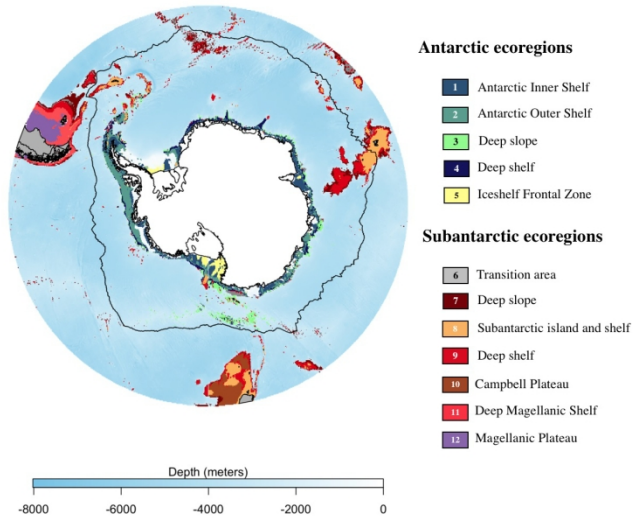 Antarctic ecoregions
1 Antarctic Inner Shelf
2 Antarctic Outer Shelf
3 Deep slope
4 Deep shelf
5 Iceshelf Frontal Zone
Subantarctic ecoregions
6 Transition area
7 Deep slope
8 Subantarctic island and shelf
9 Deep shelf
10 Campbell Plateau
11 Deep Magellanic Shelf
12 Magellanic Plateau
Depth (meters)
-8000 -6000 -4000 -2000 0